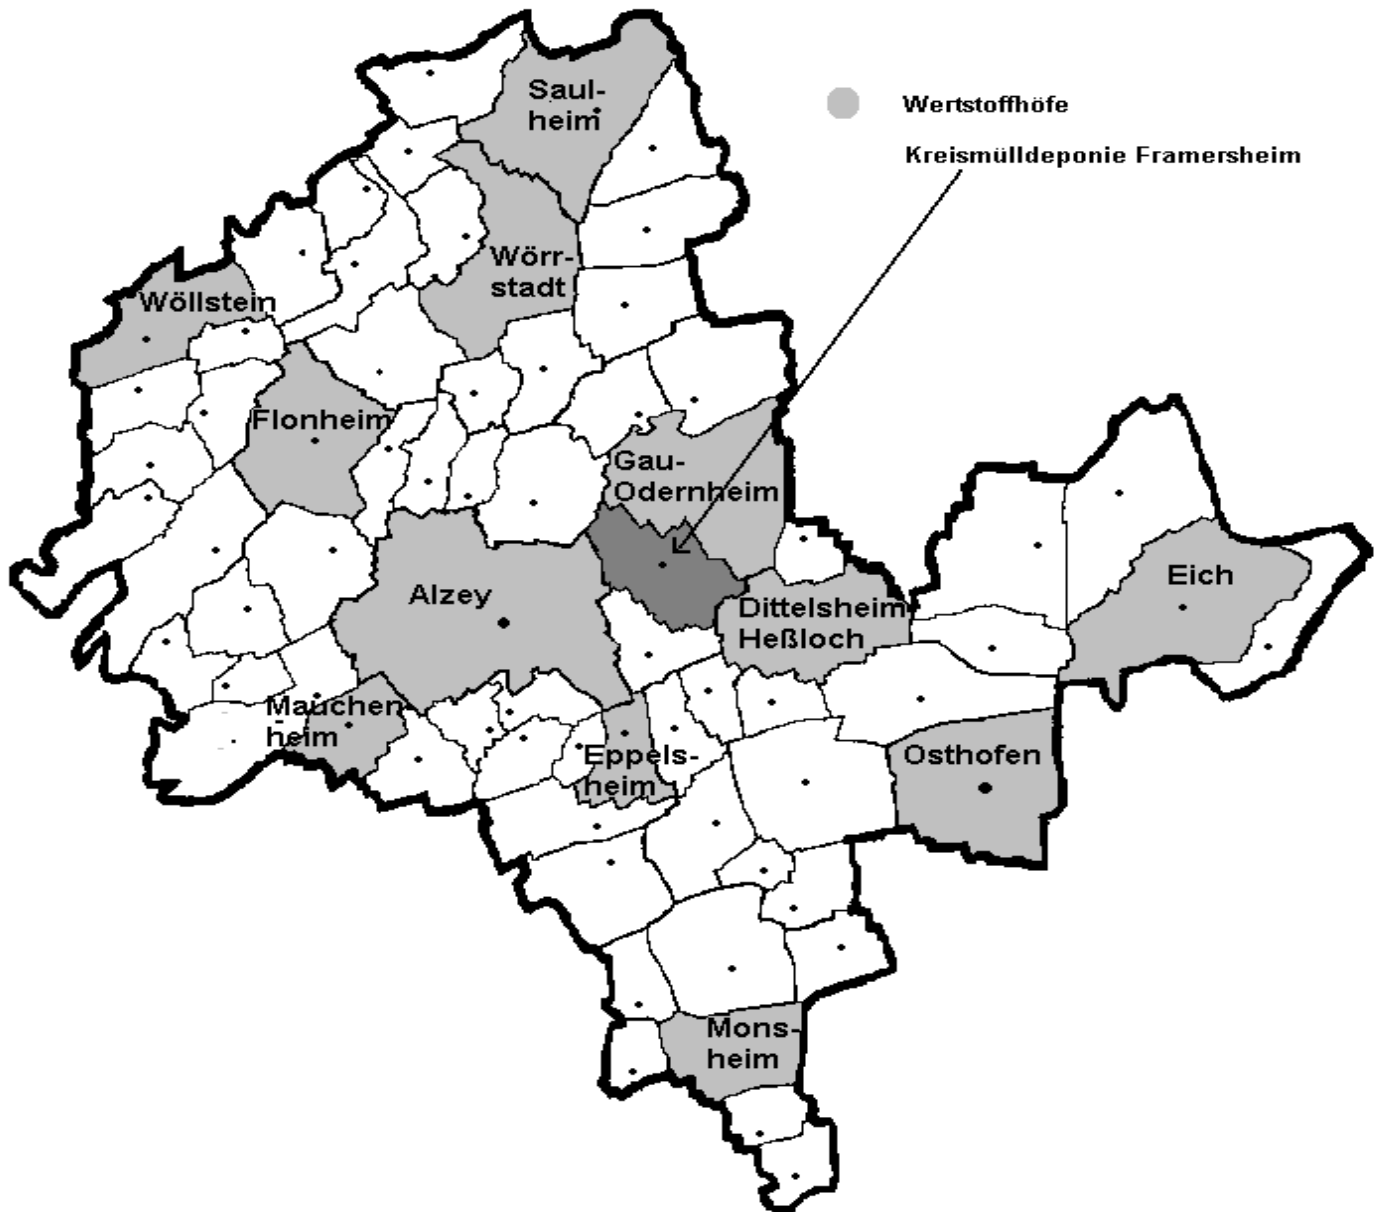 Saul-
heim
Wertstoffhöfe
Kreismülldeponie Framersheim
Wörr-
stadt
Wöllstein
Flonheim
Gau-
Odernheim
Alzey
Eich
Dittelsheim
Heßloch
Mauchen-
heim
Eppels-
heim
Osthofen
Mons-
heim